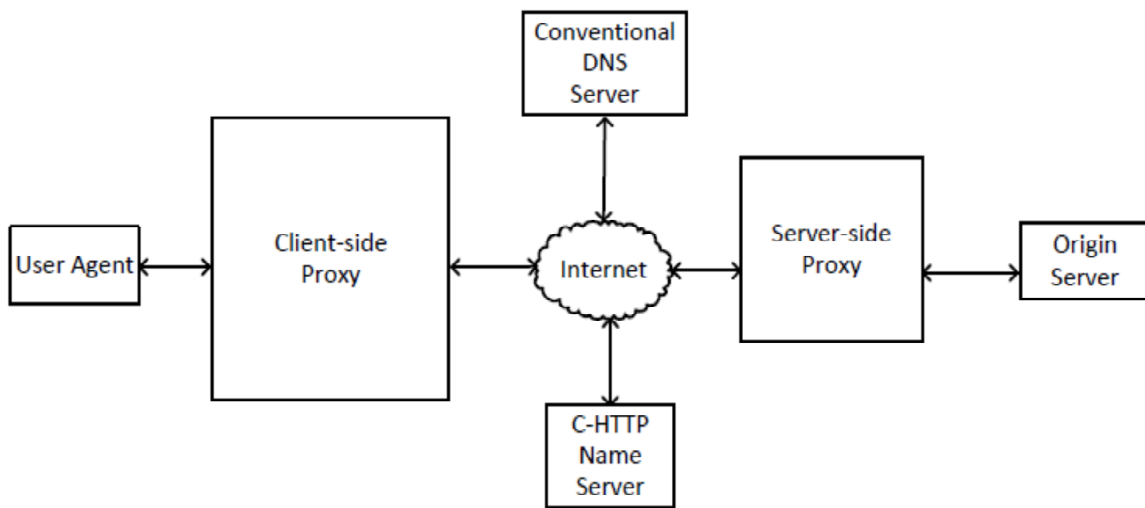 Conventional
DNS
Server
User Agent
Client-side
Proxy
Internet
Server-side
Proxy
Origin
Server
C-HTTP
Name
Server